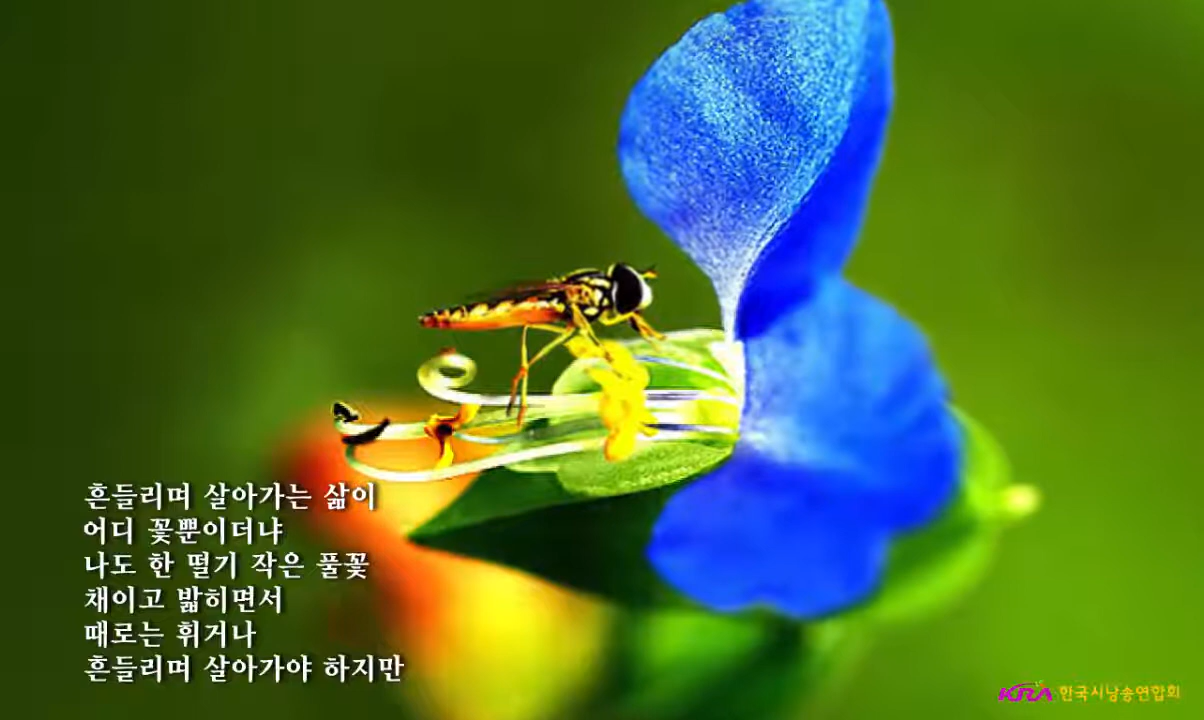 흔들리며 살아가는 삶이
어디 꽃뿐이더냐
나도 한 떨기 작은 풀꽃
채이고 밟히면서
때로는 휘거나
흔들리며 살아가야 하지만
KRA 한국시낭송연합회